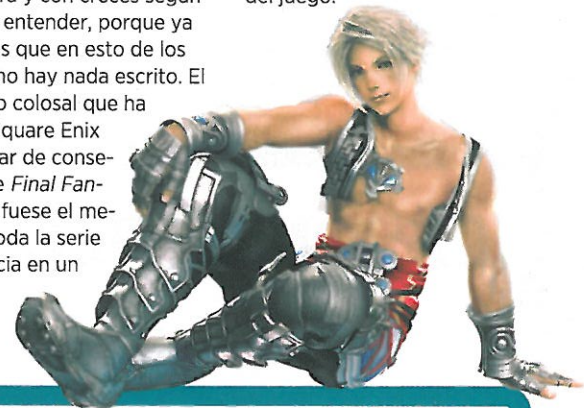 y con creces según
entender, porque ya
s que en esto de los
no hay nada escrito. El
colosal que ha
quare Enix
ar de conse-
Final Fan-
fuese el me-
oda la serie
cia en un
del juego.